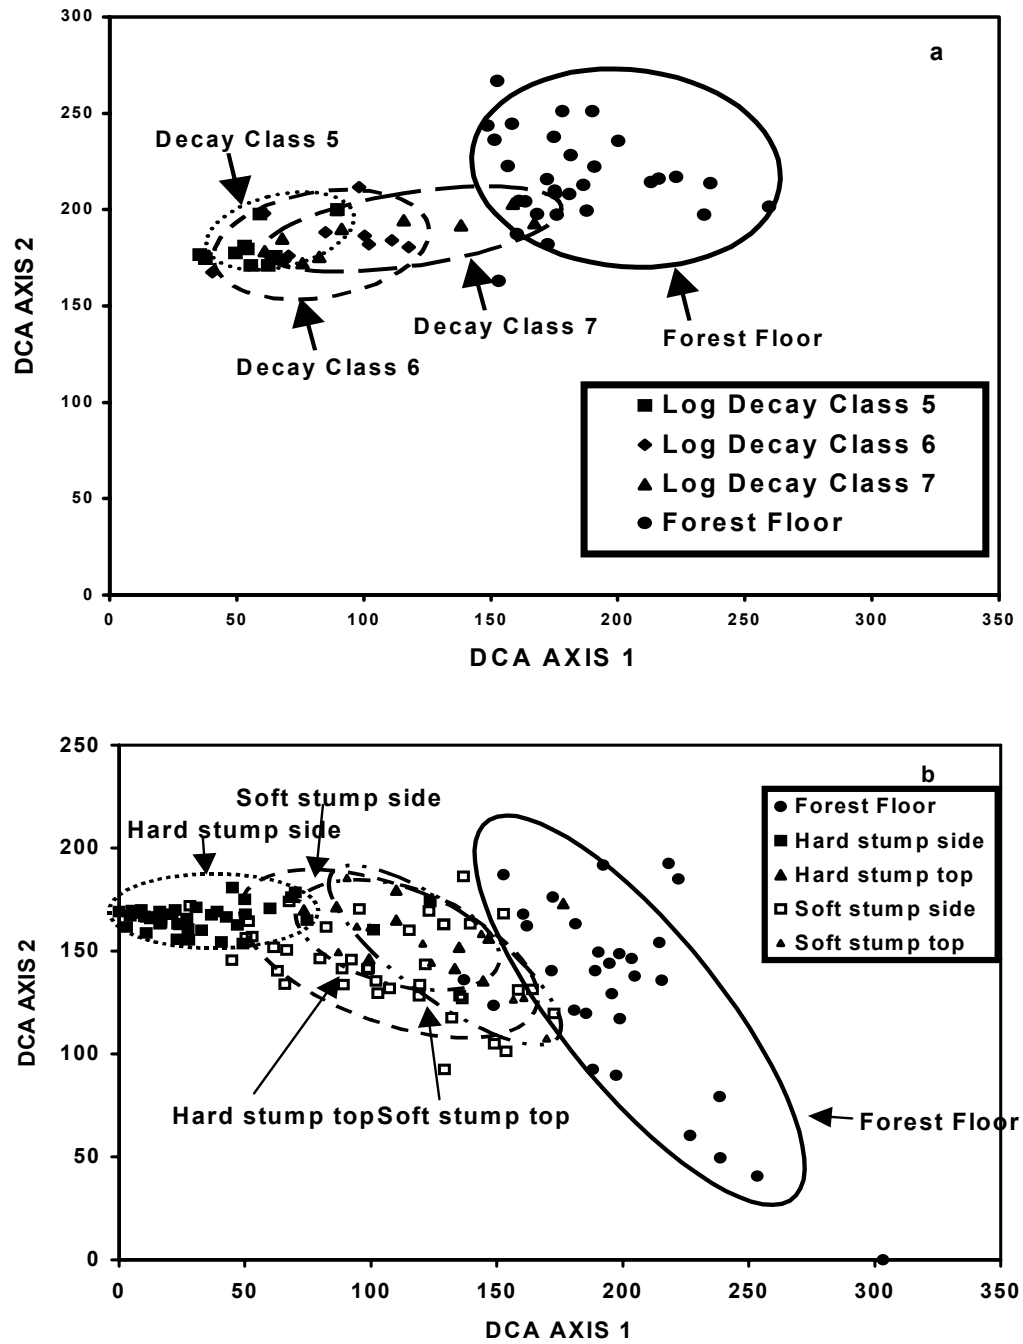 300
a
250
Decay Class 5
200
DCA AXIS 2
150
Decay Class 7
Forest Floor
Decay Class 6
100
Log Decay Class 5
Log Decay Class 6
Log Decay Class 7
Forest Floor
50
0
0 50 100 150 200 250 300 350
DCA AXIS 1
250
b
Soft stump side
Hard stump side
Forest Floor
Hard stump side
Hard stump top
Soft stump side
Soft stump top
200
150
DCA AXIS 2
100
Hard stump top Soft stump top
Forest Floor
50
0
0 50 100 150 200 250 300 350
DCA AXIS 1